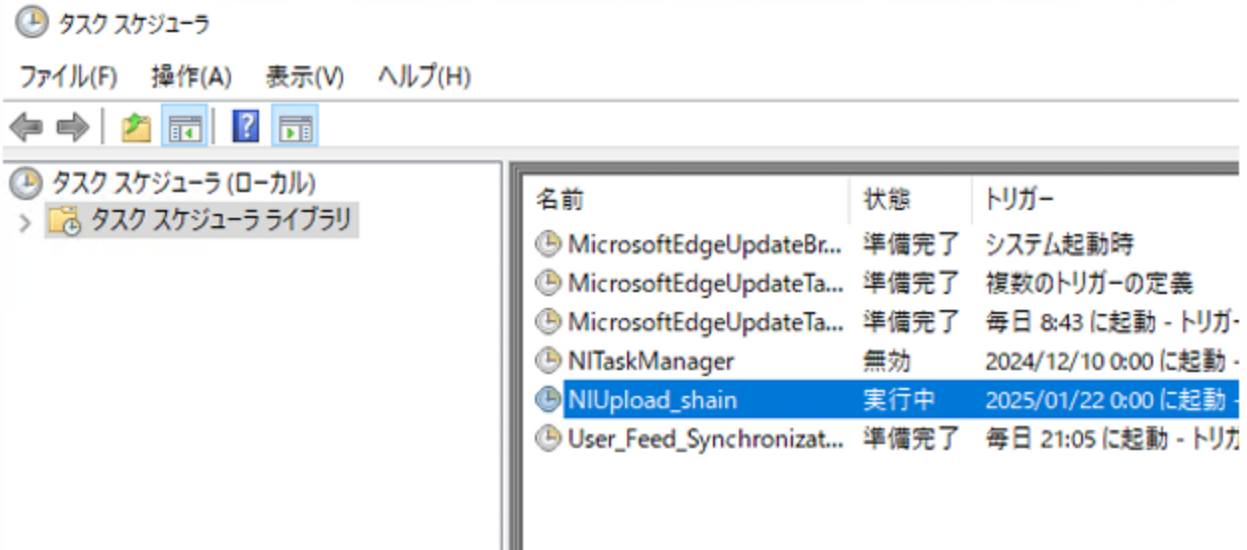 タスク スケジューラ
ファイル(F) 操作(A) 表示(V) ヘルプ(H)
タスク スケジューラ (ローカル)
タスク スケジューラ ライブラリ
名前 状態 トリガー
MicrosoftEdgeUpdateBr... 準備完了 システム起動時
MicrosoftEdgeUpdateTa... 準備完了 複数のトリガーの定義
MicrosoftEdgeUpdateTa... 準備完了 毎日 8:43 に起動 - トリガー
NITaskManager 無効 2024/12/10 0:00 に起動 -
NIUpload_shain 実行中 2025/01/22 0:00 に起動 -
User_Feed_Synchronizat... 準備完了 毎日 21:05 に起動 - トリガ